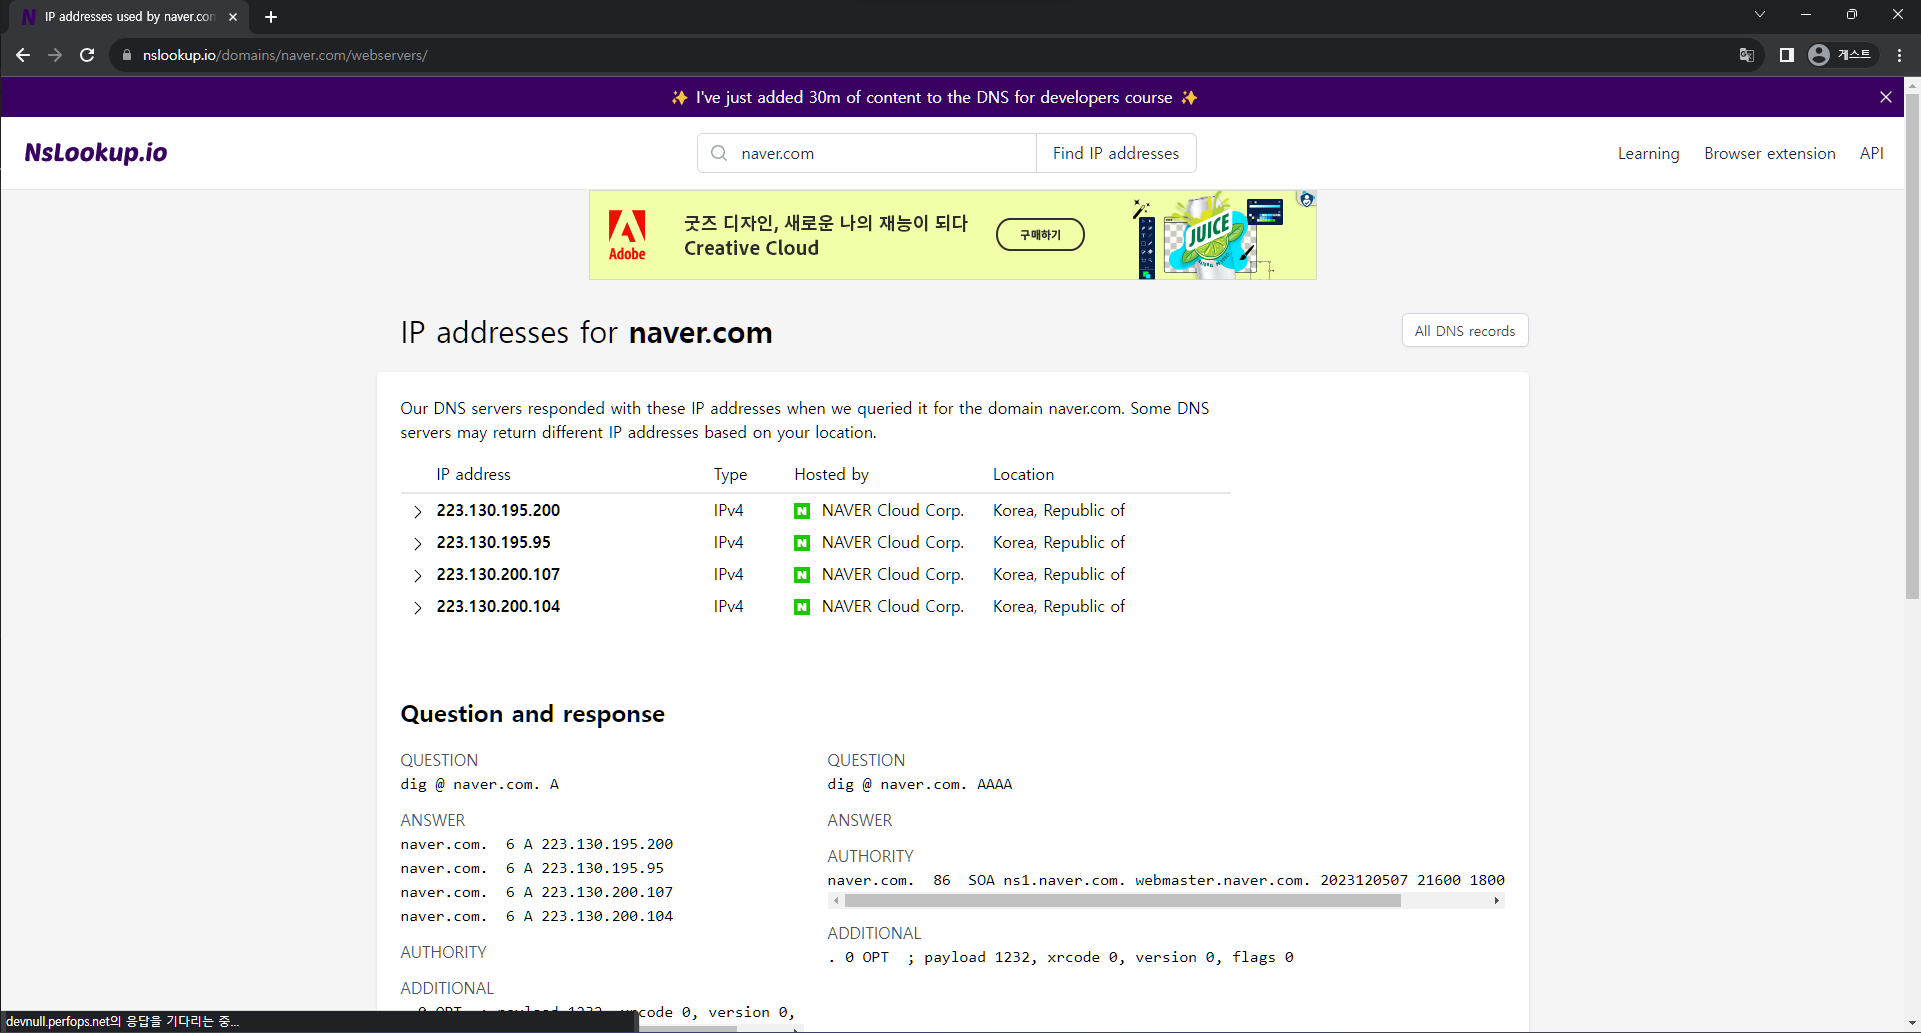 IP addresses used by naver.com
nslookup.io/domains/naver.com/webservers/
게스트
✨ I've just added 30m of content to the DNS for developers course ✨
NsLookup.io
naver.com
Find IP addresses
Learning
Browser extension
API
Adobe
굿즈 디자인, 새로운 나의 재능이 되다
Creative Cloud
구매하기
JUICE
IP addresses for naver.com
All DNS records
Our DNS servers responded with these IP addresses when we queried it for the domain naver.com. Some DNS
servers may return different IP addresses based on your location.
IP address Type Hosted by Location
223.130.195.200 IPv4 N NAVER Cloud Corp. Korea, Republic of
223.130.195.95 IPv4 N NAVER Cloud Corp. Korea, Republic of
223.130.200.107 IPv4 N NAVER Cloud Corp. Korea, Republic of
223.130.200.104 IPv4 N NAVER Cloud Corp. Korea, Republic of
Question and response
QUESTION
dig @ naver.com. A
ANSWER
naver.com. 6 A 223.130.195.200
naver.com. 6 A 223.130.195.95
naver.com. 6 A 223.130.200.107
naver.com. 6 A 223.130.200.104
AUTHORITY
ADDITIONAL
. 0 OPT ; payload 1232, xrcode 0, version 0,
QUESTION
dig @ naver.com. AAAA
ANSWER
AUTHORITY
naver.com. 86 SOA ns1.naver.com. webmaster.naver.com. 2023120507 21600 1800
ADDITIONAL
. 0 OPT ; payload 1232, xrcode 0, version 0, flags 0
devnull.perfops.net의 응답을 기다리는 중...